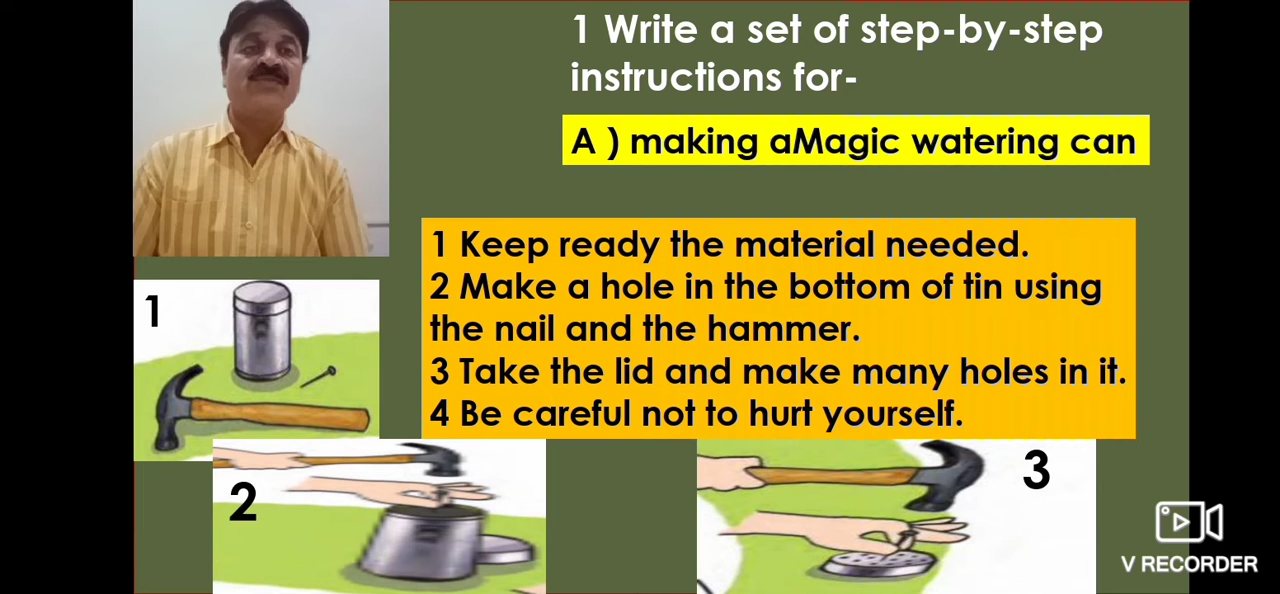 1 Write a set of step-by-step
instructions for-
A ) making aMagic watering can
1 Keep ready the material needed.
2 Make a hole in the bottom of tin using
the nail and the hammer.
3 Take the lid and make many holes in it.
4 Be careful not to hurt yourself.
1
2
3
V RECORDER